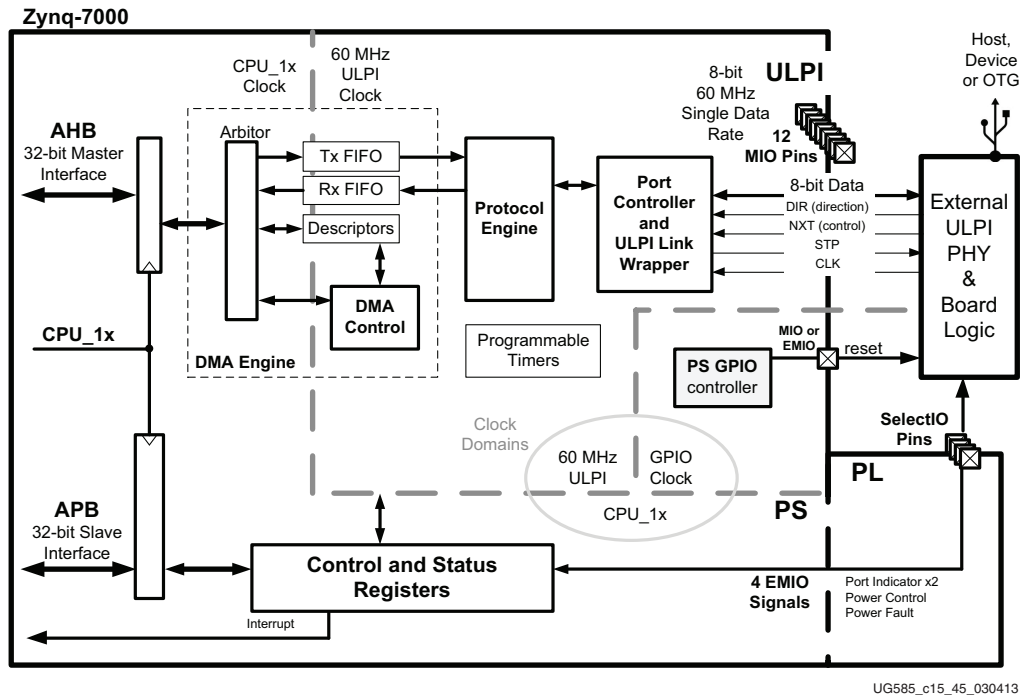 Zynq-7000
CPU_1x
Clock
60 MHz
ULPI
Clock
8-bit
60 MHz
Single Data
Rate
ULPI
12
MIO Pins
Host,
Device
or OTG
AHB
32-bit Master
Interface
Arbitor
Tx FIFO
Rx FIFO
Descriptors
DMA
Control
DMA Engine
Protocol
Engine
Port
Controller
and
ULPI Link
Wrapper
8-bit Data
DIR (direction)
NXT (control)
STP
CLK
External
ULPI
PHY
&
Board
Logic
CPU_1x
Programmable
Timers
MIO or
EMIO
reset
PS GPIO
controller
Clock
Domains
60 MHz
ULPI
GPIO
Clock
CPU_1x
SelectIO
Pins
PL
PS
APB
32-bit Slave
Interface
Control and Status
Registers
Interrupt
4 EMIO
Signals
Port Indicator x2
Power Control
Power Fault
UG585_c15_45_030413